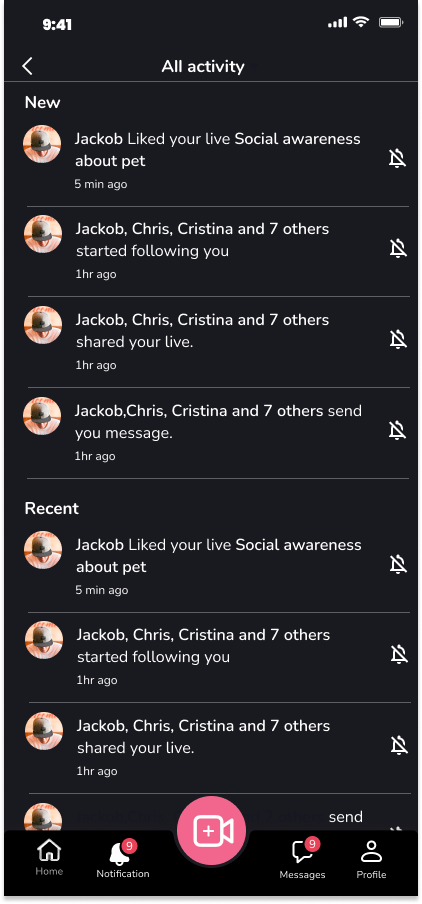 9:41
All activity
New
Jackob Liked your live Social awareness
about pet
5 min ago
Jackob, Chris, Cristina and 7 others
started following you
1hr ago
Jackob, Chris, Cristina and 7 others
shared your live.
1hr ago
Jackob,Chris, Cristina and 7 others send
you message.
1hr ago
Recent
Jackob Liked your live Social awareness
about pet
5 min ago
Jackob, Chris, Cristina and 7 others
started following you
1hr ago
Jackob, Chris, Cristina and 7 others
shared your live.
1hr ago
send
9
9
Home
Notification
Messages
Profile